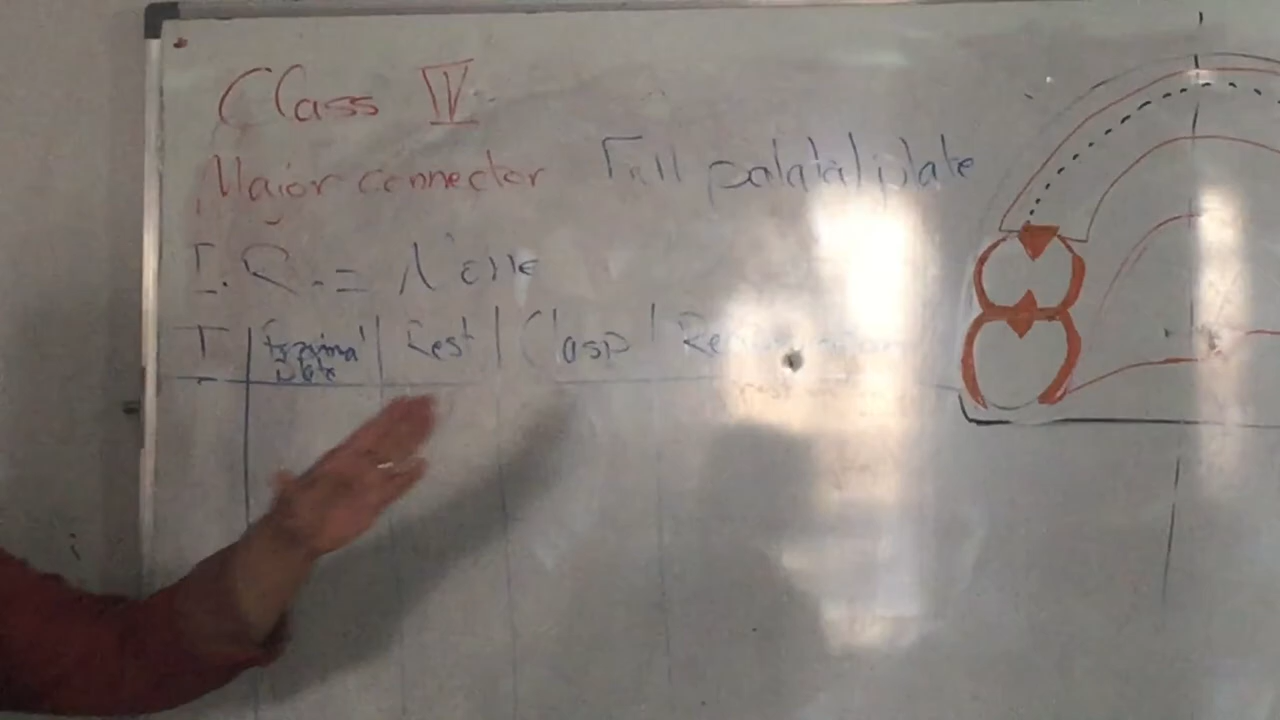 Class IV
Major connector Full palatal plate
I.R. = None
T | Proximal plate | Rest | Clasp |